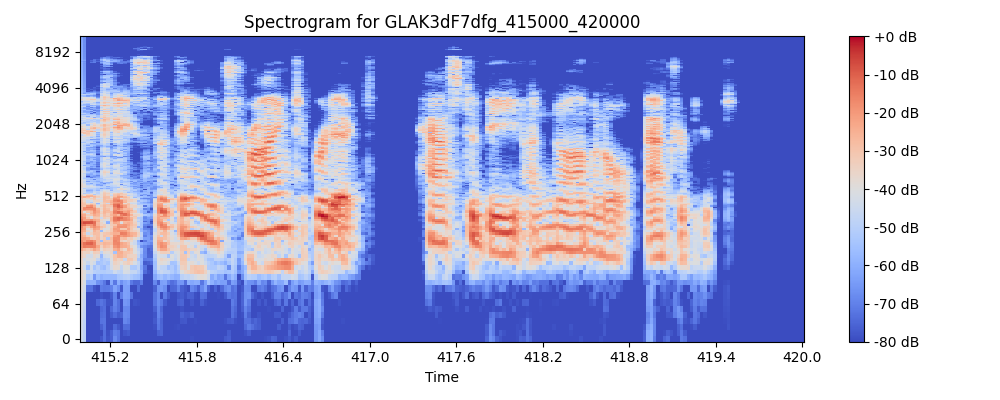 Spectrogram for GLAK3dF7dfg_415000_420000
8192
4096
2048
1024
512
256
128
64
0
Hz
415.2 415.8 416.4 417.0 417.6 418.2 418.8 419.4 420.0
Time
+0 dB
-10 dB
-20 dB
-30 dB
-40 dB
-50 dB
-60 dB
-70 dB
-80 dB